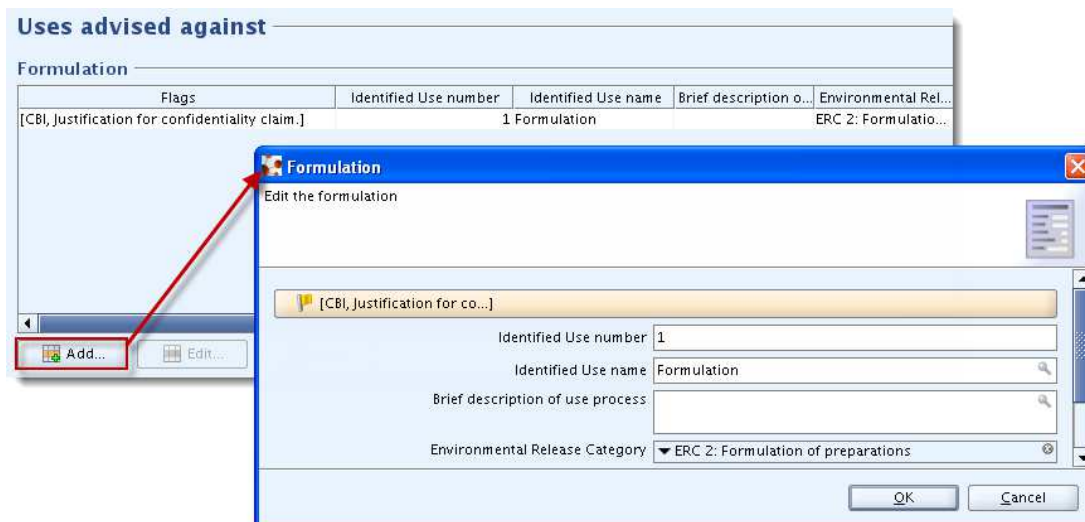 Uses advised against
Formulation
Flags Identified Use number Identified Use name Brief description o... Environmental Rel...
[CBI, Justification for confidentiality claim.] 1 Formulation ERC 2: Formulatio...
Formulation
Edit the formulation
[CBI, Justification for co...]
Identified Use number 1
Identified Use name Formulation
Brief description of use process
Environmental Release Category ERC 2: Formulation of preparations
Add... Edit...
OK Cancel